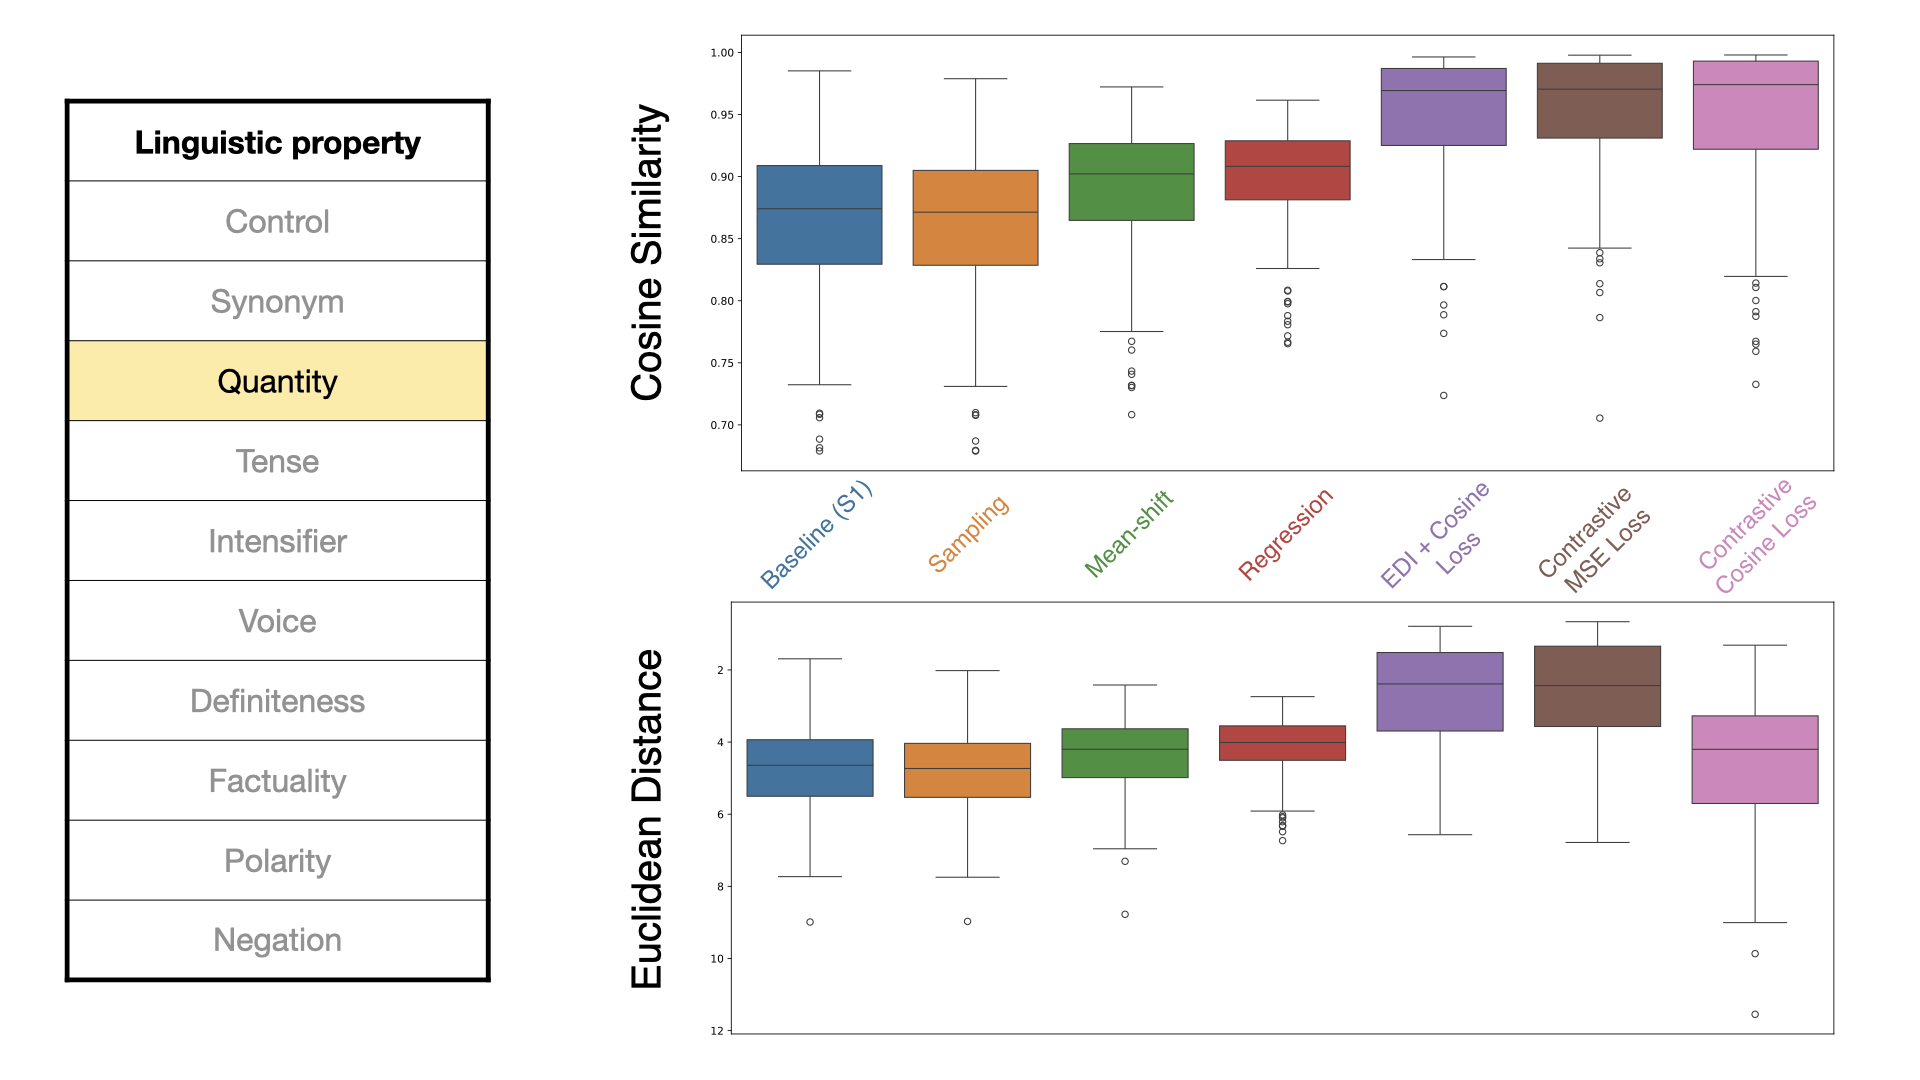 Linguistic property
Control
Synonym
Quantity
Tense
Intensifier
Voice
Definiteness
Factuality
Polarity
Negation
Cosine Similarity
1.00
0.95
0.90
0.85
0.80
0.75
0.70
Baseline (S1)
Sampling
Mean-shift
Regression
EDI + Cosine
Loss
Contrastive
MSE Loss
Contrastive
Cosine Loss
Euclidean Distance
2
4
6
8
10
12